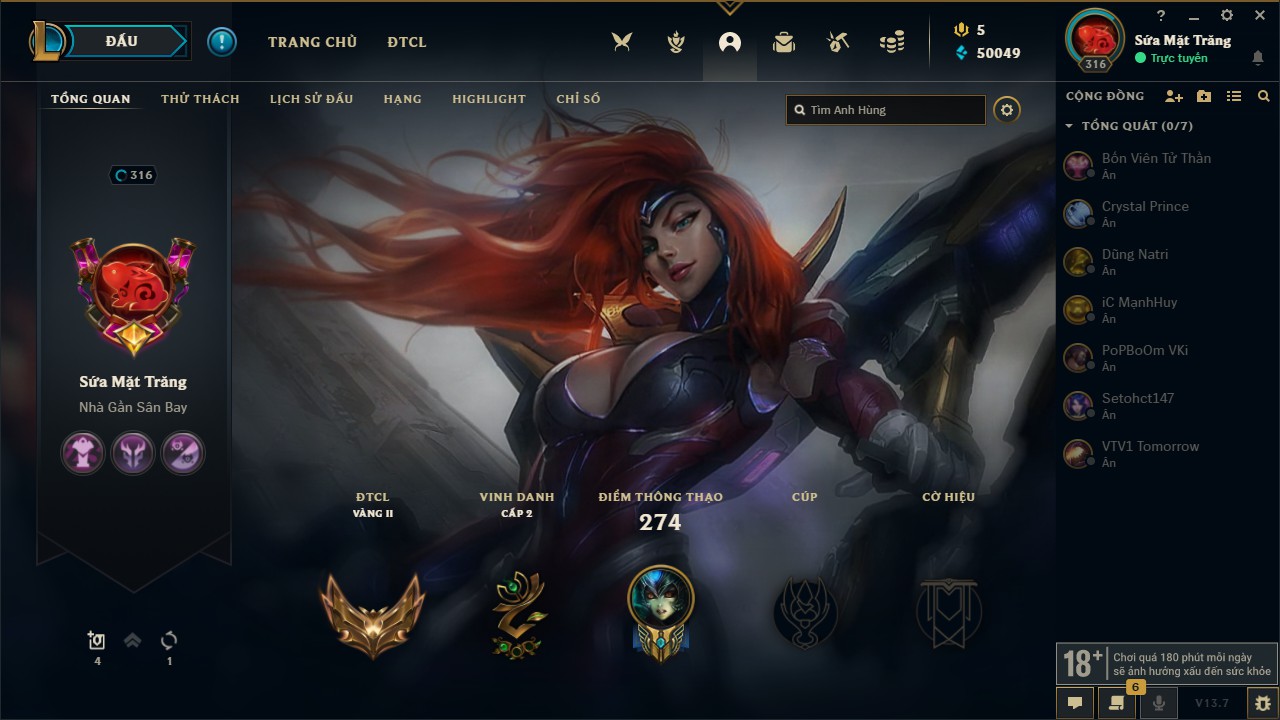 ĐẤU
TRANG CHỦ
ĐTCL
5
50049
316
Sứa Mặt Trăng
Trực tuyến
TỔNG QUAN
THỬ THÁCH
LỊCH SỬ ĐẤU
HẠNG
HIGHLIGHT
CHỈ SỐ
Tìm Anh Hùng
CỘNG ĐỒNG
TỔNG QUÁT (0/7)
Bốn Viên Tử Thần
Ẩn
Crystal Prince
Ẩn
Dũng Natri
Ẩn
iC MạnhHuy
Ẩn
PoPBoOm VKi
Ẩn
Setohct147
Ẩn
VTV1 Tomorrow
Ẩn
316
Sứa Mặt Trăng
Nhà Gần Sân Bay
ĐTCL
VÀNG II
VINH DANH
CẤP 2
ĐIỂM THÔNG THẠO
274
CÚP
CỜ HIỆU
4
1
18+
Chơi quá 180 phút mỗi ngày
sẽ ảnh hưởng xấu đến sức khỏe
6
V13.7